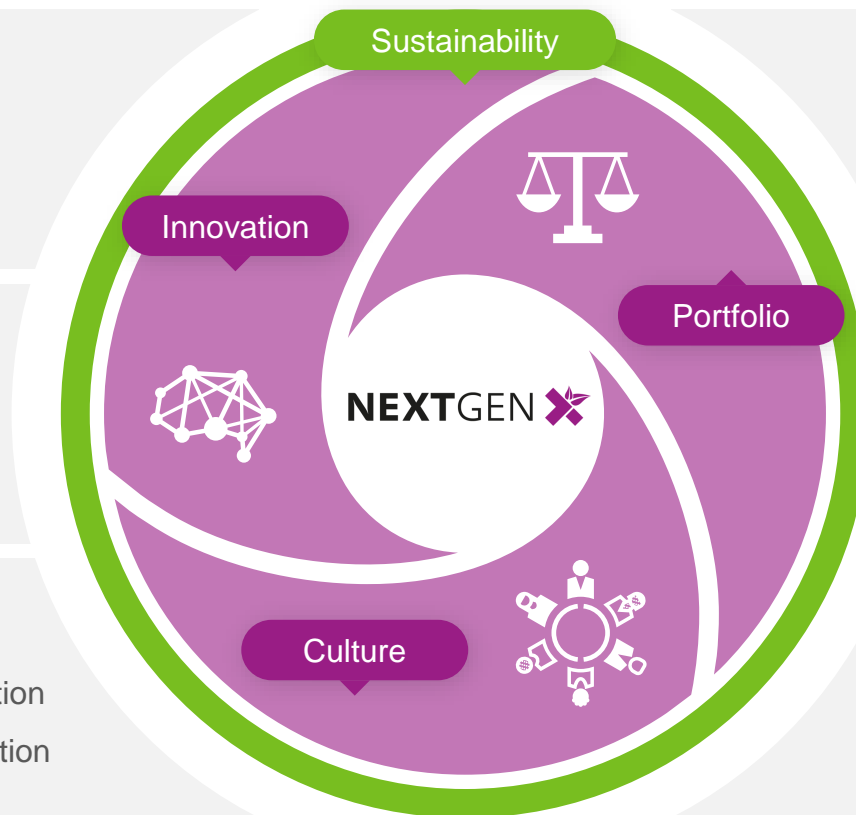 Sustainability
Innovation
Portfolio
NEXTGEN
Culture
tion
tion